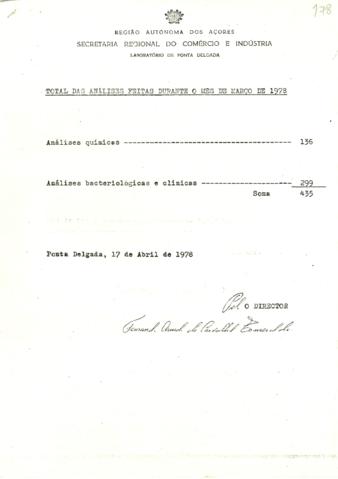 178
REGIÃO AUTÓNOMA DOS AÇORES
SECRETARIA REGIONAL DO COMÉRCIO E INDÚSTRIA
LABORATÓRIO DE PONTA DELGADA
TOTAL DAS ANÁLISES FEITAS DURANTE O MÊS DE MARÇO DE 1978
Análises químicas ---------------------------------------- 136
Análises bacteriológicas e clínicas --------------------- 299
Soma 435
Ponta Delgada, 17 de Abril de 1978
Pel O DIRECTOR